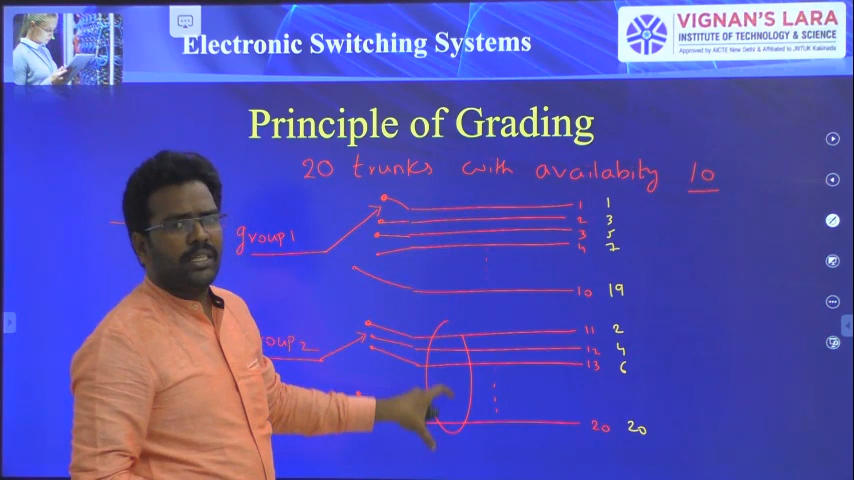 Electronic Switching Systems
VIGNAN'S LARA
INSTITUTE OF TECHNOLOGY & SCIENCE
Approved by AICTE New Delhi & Affiliated to JNTUK Kakinada
Principle of Grading
20 trunks with availabity 10
group1
1 1
2 3
3 5
4 7
10 19
roup2
11 2
12 4
13 6
20 20